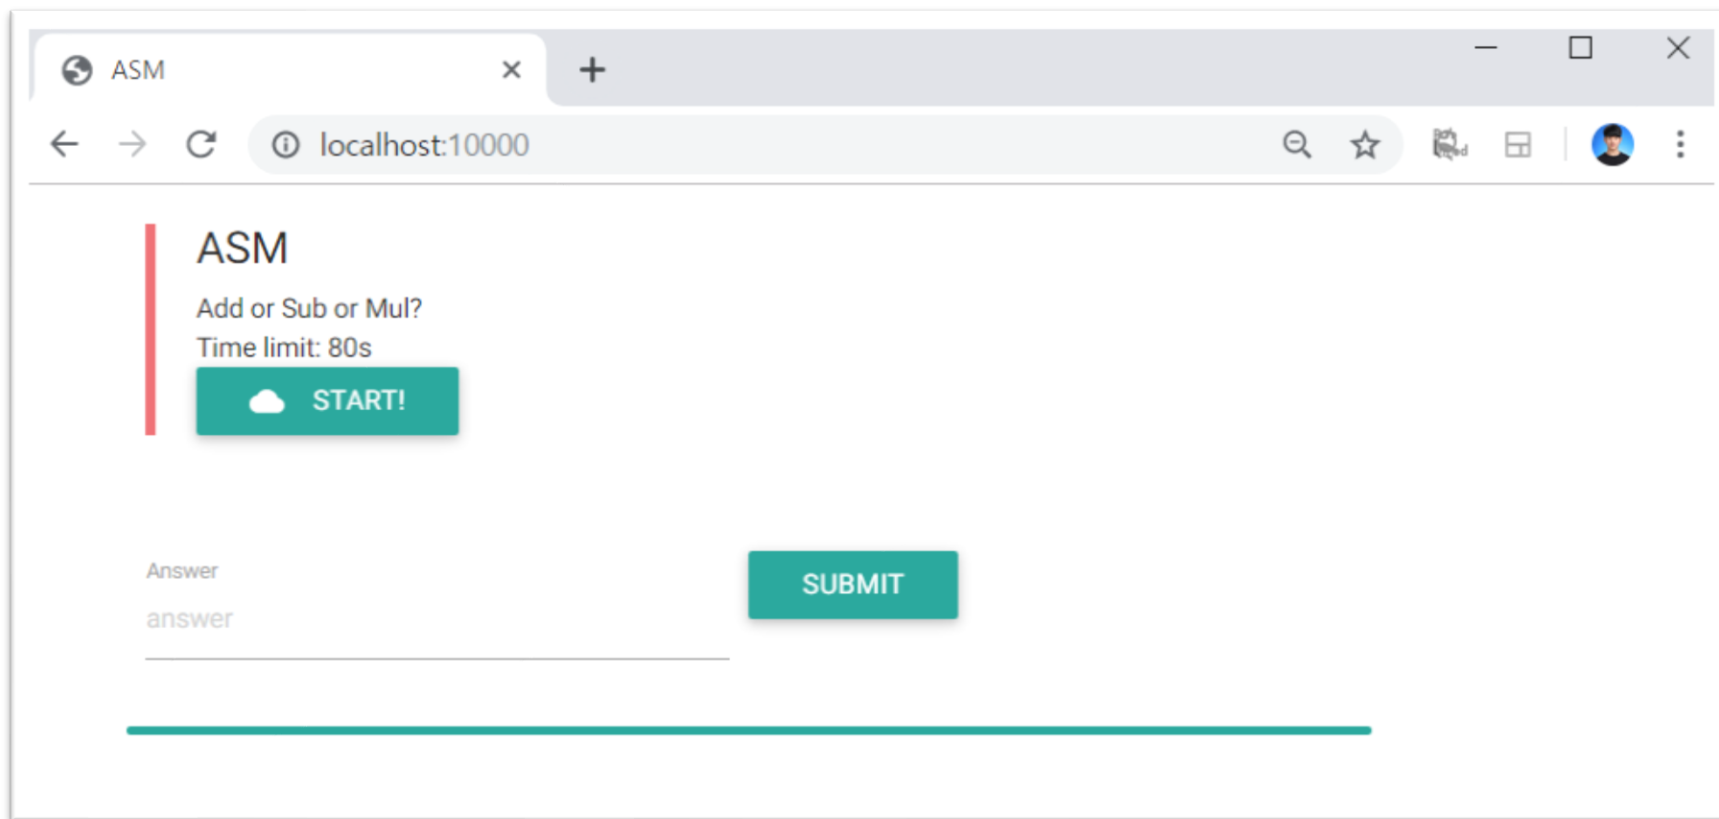 ASM
localhost:10000
ASM
Add or Sub or Mul?
Time limit: 80s
START!
Answer
answer
SUBMIT